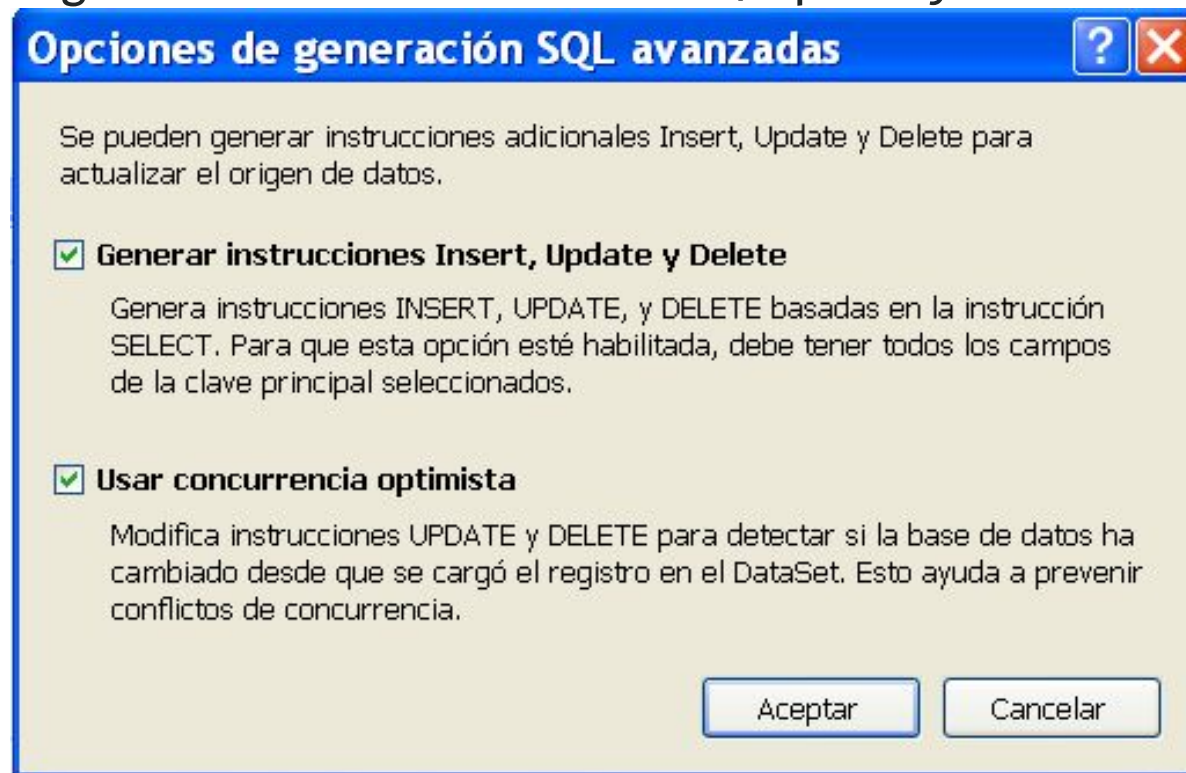 Opciones de generación SQL avanzadas
Se pueden generar instrucciones adicionales Insert, Update y Delete para
actualizar el origen de datos.
Generar instrucciones Insert, Update y Delete
Genera instrucciones INSERT, UPDATE, y DELETE basadas en la instrucción
SELECT. Para que esta opción esté habilitada, debe tener todos los campos
de la clave principal seleccionados.
Usar concurrencia optimista
Modifica instrucciones UPDATE y DELETE para detectar si la base de datos ha
cambiado desde que se cargó el registro en el DataSet. Esto ayuda a prevenir
conflictos de concurrencia.
Aceptar Cancelar